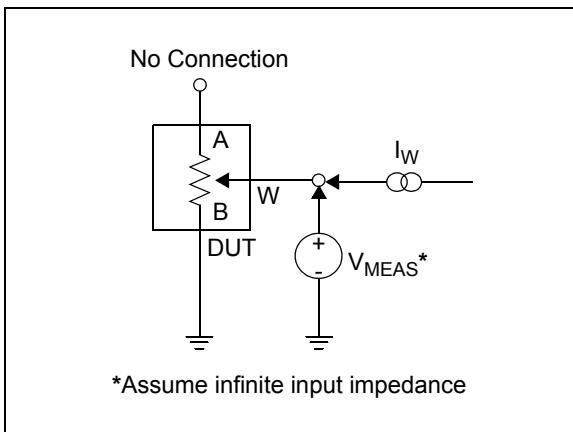 No Connection
A
I_W
W
B
DUT
+
-
V_MEAS*
*Assume infinite input impedance